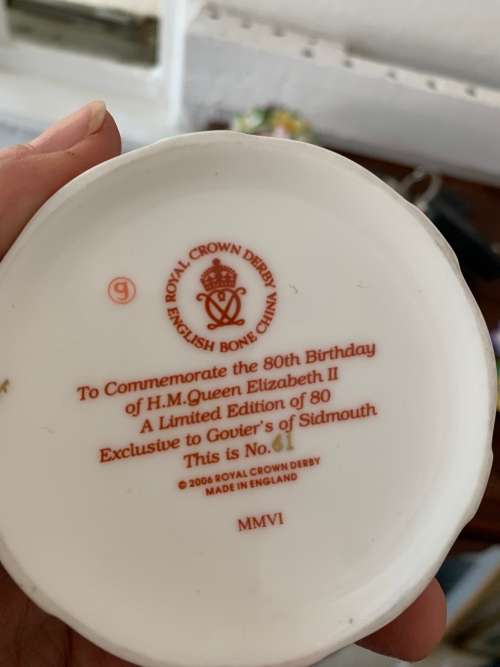 ROYAL CROWN DERBY
ENGLISH BONE CHINA
g
To Commemorate the 80th Birthday
of H.M.Queen Elizabeth II
A Limited Edition of 80
Exclusive to Govier's of Sidmouth
This is No.61
© 2006 ROYAL CROWN DERBY
MADE IN ENGLAND
MMVI